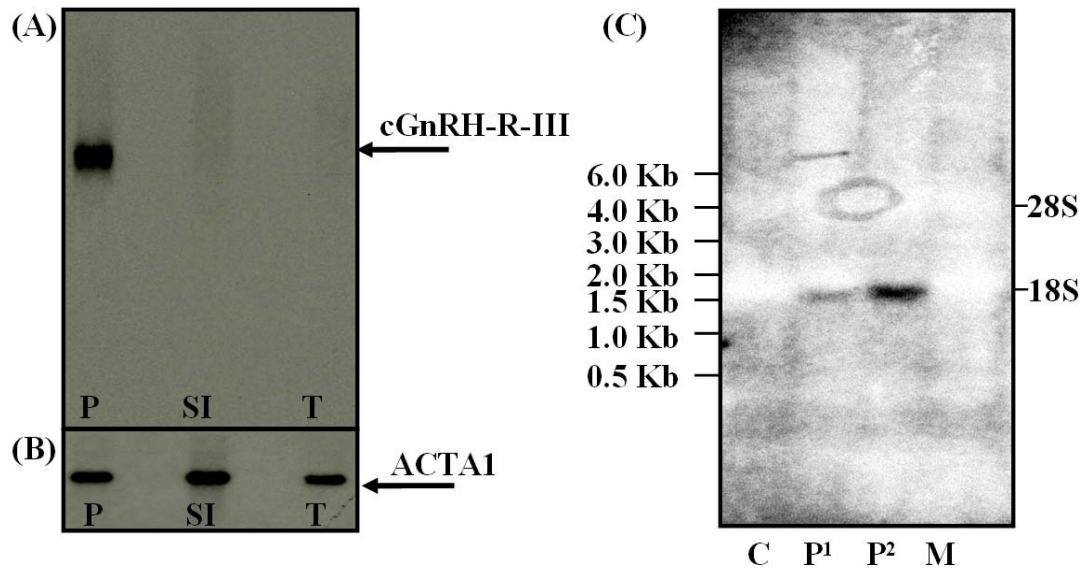 (A)
cGnRH-R-III
P SI T
(B)
ACTA1
P SI T
(C)
6.0 Kb
4.0 Kb
3.0 Kb
2.0 Kb
1.5 Kb
1.0 Kb
0.5 Kb
28S
18S
C P¹ P² M